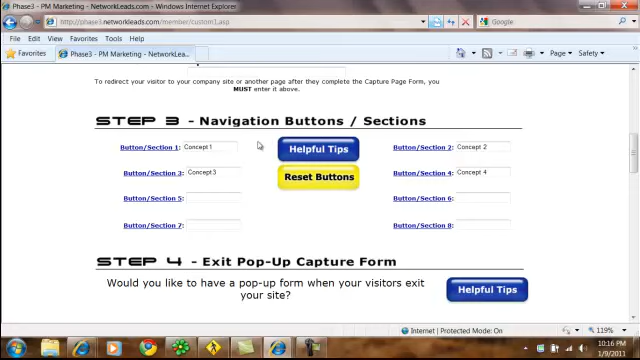 Phase3 - PM Marketing - NetworkLeads.com - Windows Internet Explorer
http://phase3.networkleads.com/member/custom1.asp
Google
File Edit View Favorites Tools Help
Favorites
Phase3 - PM Marketing - NetworkLea...
Page Safety
To redirect your visitor to your company site or another page after they complete the Capture Page Form, you
MUST enter it above.
STEP 3 - Navigation Buttons / Sections
Button/Section 1: Concept 1
Helpful Tips
Button/Section 2: Concept 2
Button/Section 3: Concept3
Reset Buttons
Button/Section 4: Concept 4
Button/Section 5:
Button/Section 6:
Button/Section 7:
Button/Section 8:
STEP 4 - Exit Pop-Up Capture Form
Would you like to have a pop-up form when your visitors exit
your site?
Helpful Tips
Internet | Protected Mode: On
119%
10:16 PM
1/9/2011